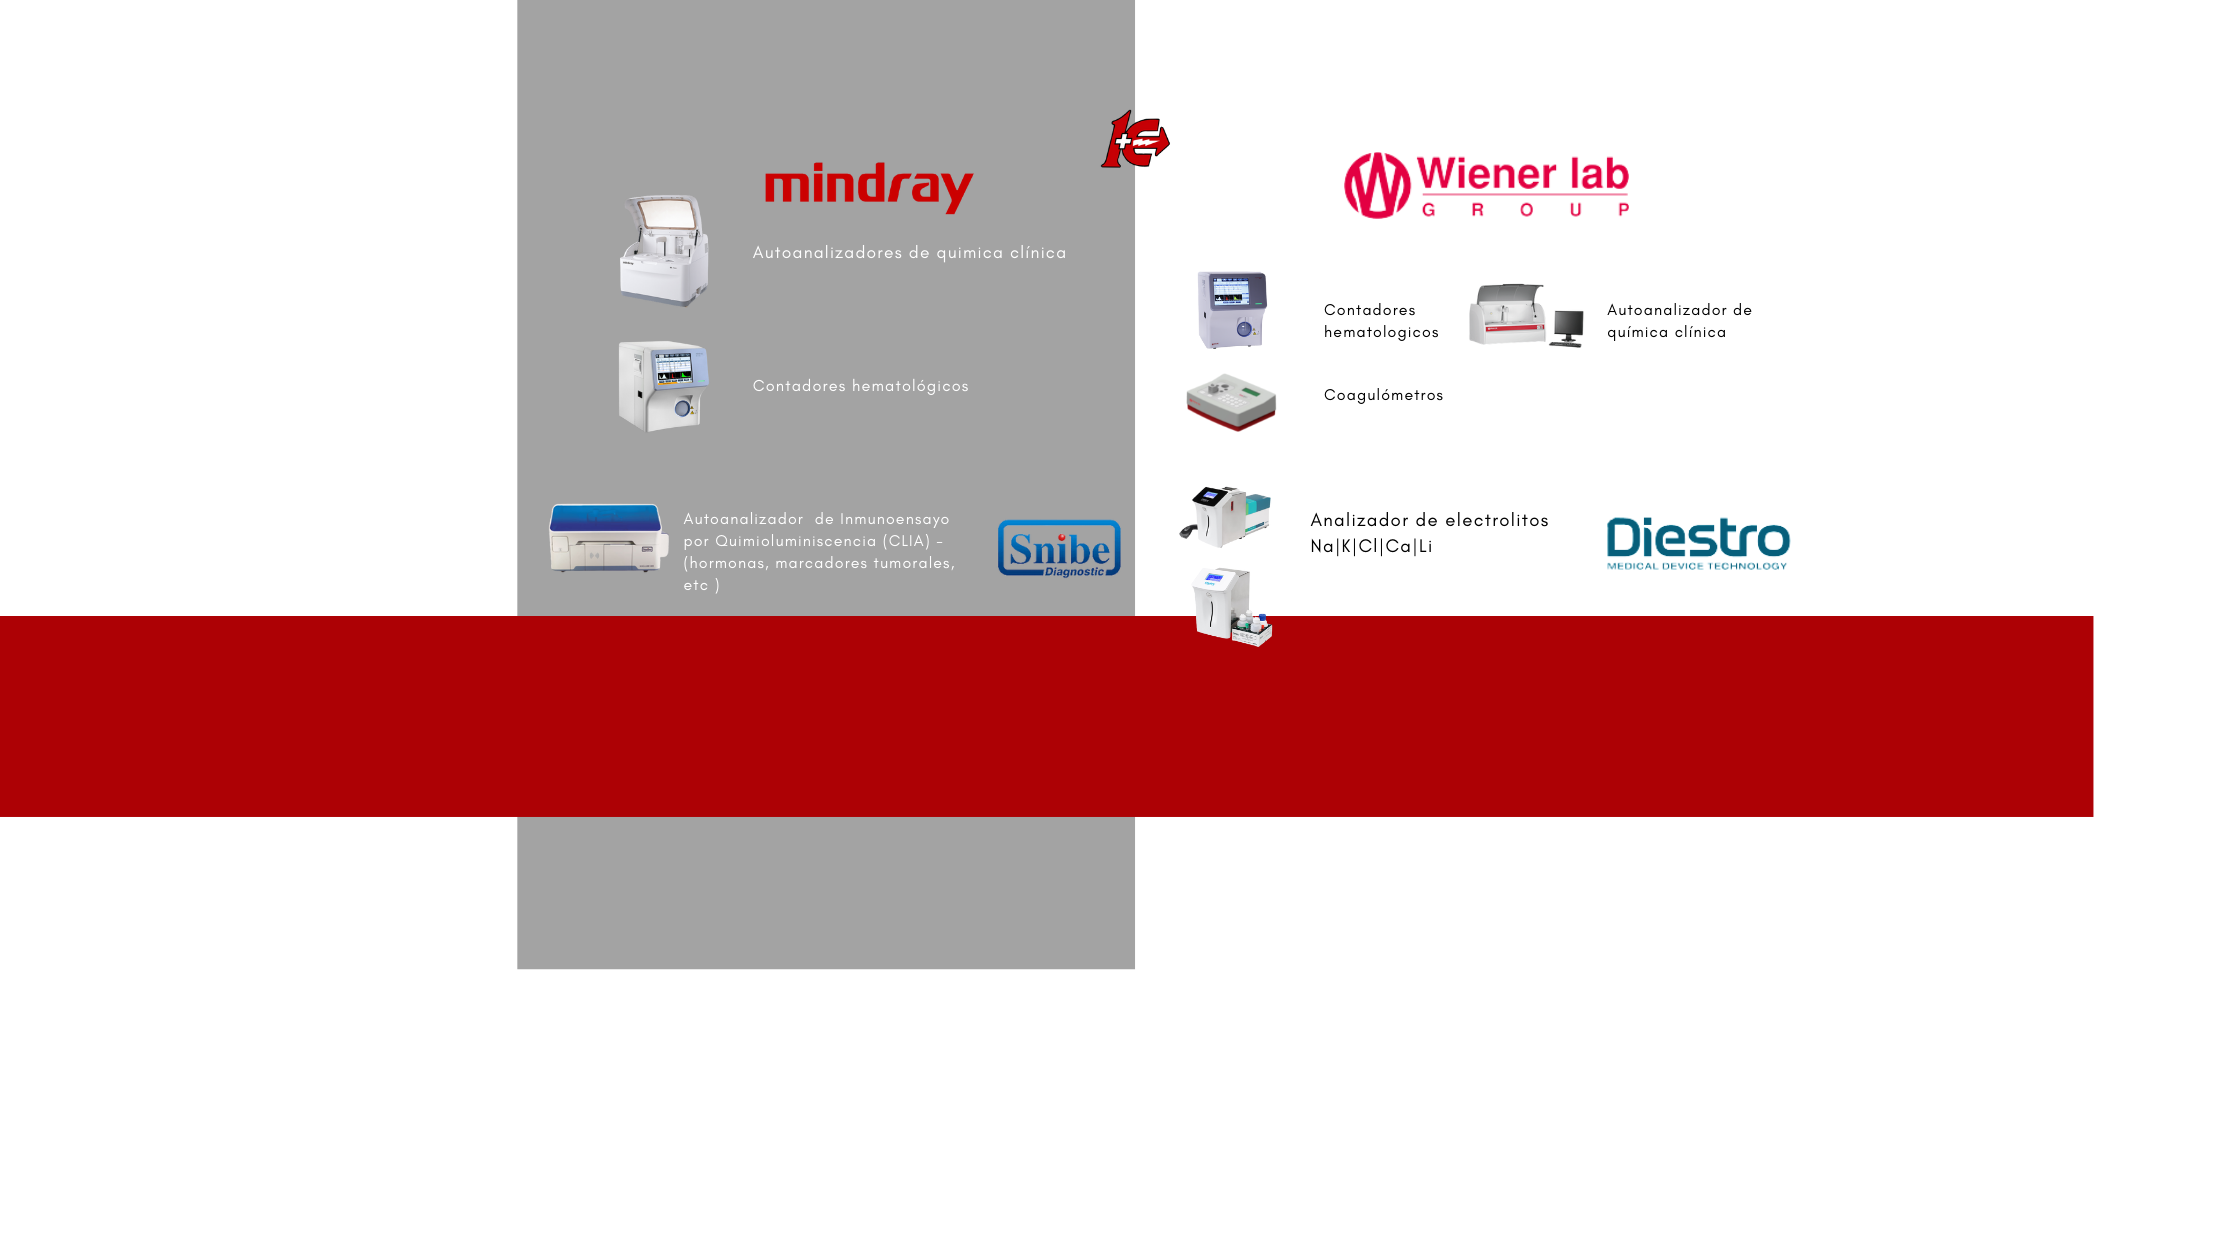 mindray
Autoanalizadores de quimica clínica
Contadores hematológicos
Autoanalizador  de Inmunoensayo
por Quimioluminiscencia (CLIA) -
(hormonas, marcadores tumorales,
etc )
Snibe
Diagnostic
Wiener lab
GROUP
Contadores
hematologicos
Autoanalizador de
química clínica
Coagulómetros
Analizador de electrolitos
Na|K|Cl|Ca|Li
Diestro
MEDICAL DEVICE TECHNOLOGY